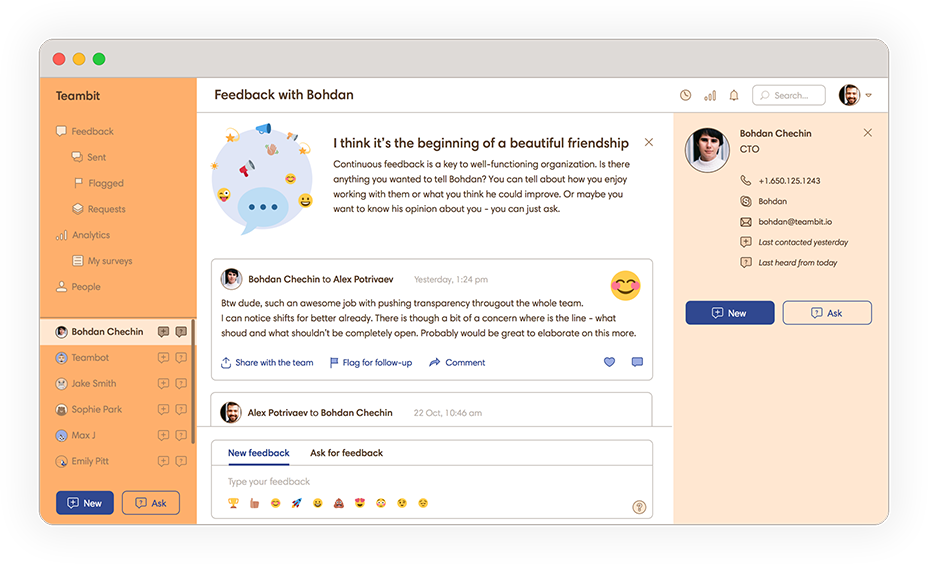 Teambit
Feedback
Sent
Flagged
Requests
Analytics
My surveys
People
Bohdan Chechin
Teambot
Jake Smith
Sophie Park
Max J
Emily Pitt
New
Ask
Feedback with Bohdan
Search...
I think it's the beginning of a beautiful friendship
Continuous feedback is a key to well-functioning organization. Is there
anything you wanted to tell Bohdan? You can tell about how you enjoy
working with them or what you think he could improve. Or maybe you
want to know his opinion about you - you can just ask.
Bohdan Chechin to Alex Potrivaev
Yesterday, 1:24 pm
Btw dude, such an awesome job with pushing transparency througout the whole team.
I can notice shifts for better already. There is though a bit of a concern where is the line - what
shoud and what shouldn't be completely open. Probably would be great to elaborate on this more.
Share with the team
Flag for follow-up
Comment
Alex Potrivaev to Bohdan Chechin
22 Oct, 10:46 am
New feedback
Ask for feedback
Type your feedback
Bohdan Chechin
CTO
+1.650.125.1243
Bohdan
bohdan@teambit.io
Last contacted yesterday
Last heard from today
New
Ask